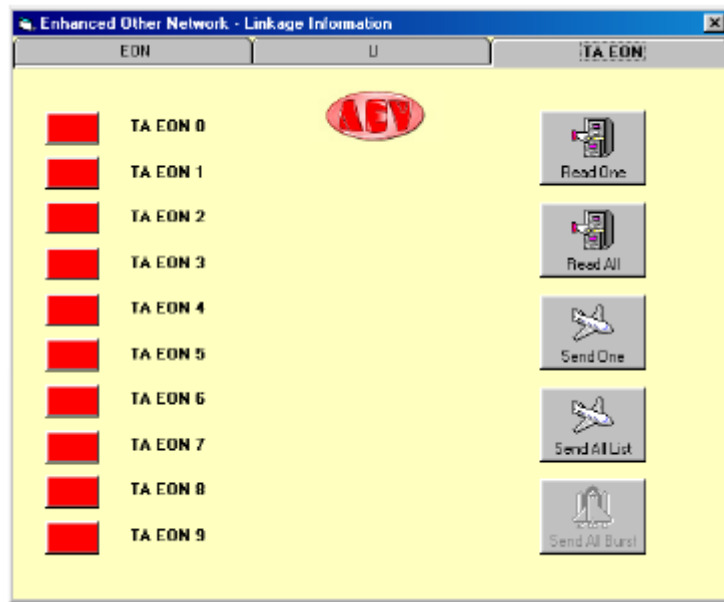 Enhanced Other Network - Linkage Information
EON
LI
TA EON
AEV
TA EON 0
TA EON 1
TA EON 2
TA EON 3
TA EON 4
TA EON 5
TA EON 6
TA EON 7
TA EON 8
TA EON 9
Read One
Read All
Send One
Send All List
Send All Burst